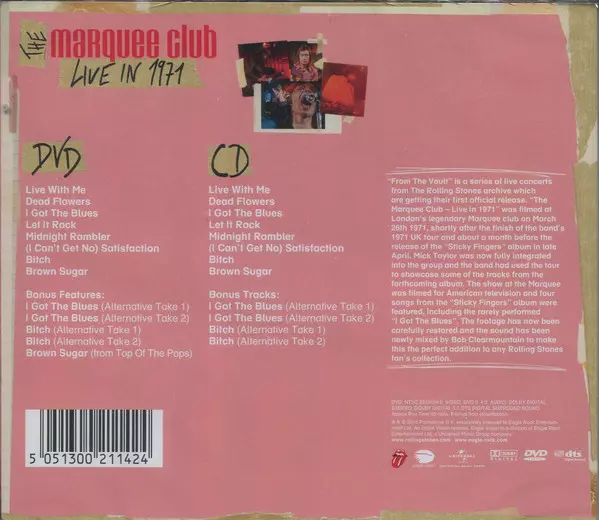 THE
MARQUEE CLUB
LIVE IN 1971
DVD
Live With Me
Dead Flowers
I Got The Blues
Let It Rock
Midnight Rambler
(I Can't Get No) Satisfaction
Bitch
Brown Sugar
Bonus Features:
I Got The Blues (Alternative Take 1)
I Got The Blues (Alternative Take 2)
Bitch (Alternative Take 1)
Bitch (Alternative Take 2)
Brown Sugar (from Top Of The Pops)
CD
Live With Me
Dead Flowers
I Got The Blues
Let It Rock
Midnight Rambler
(I Can't Get No) Satisfaction
Bitch
Brown Sugar
Bonus Tracks:
I Got The Blues (Alternative Take 1)
I Got The Blues (Alternative Take 2)
Bitch (Alternative Take 1)
Bitch (Alternative Take 2)
"From The Vault" is a series of live concerts
from The Rolling Stones archive which
are getting their first official release. "The
Marquee Club – Live In 1971" was filmed at
London's legendary Marquee club on March
26th 1971, shortly after the finish of the band's
1971 UK tour and about a month before the
release of the "Sticky Fingers" album in late
April. Mick Taylor was now fully integrated
into the group and the band had used the tour
to showcase some of the tracks from the
forthcoming album. The show at the Marquee
was filmed for American television and four
songs from the "Sticky Fingers" album were
featured, including the rarely performed
"I Got The Blues". The footage has now been
carefully restored and the sound has been
newly mixed by Bob Clearmountain to make
this the perfect addition to any Rolling Stones
fan's collection.
www.rollingstones.com www.eagle-rock.com
5 051300 211424
UNIVERSAL
DOLBY
DIGITAL
DVD
dts